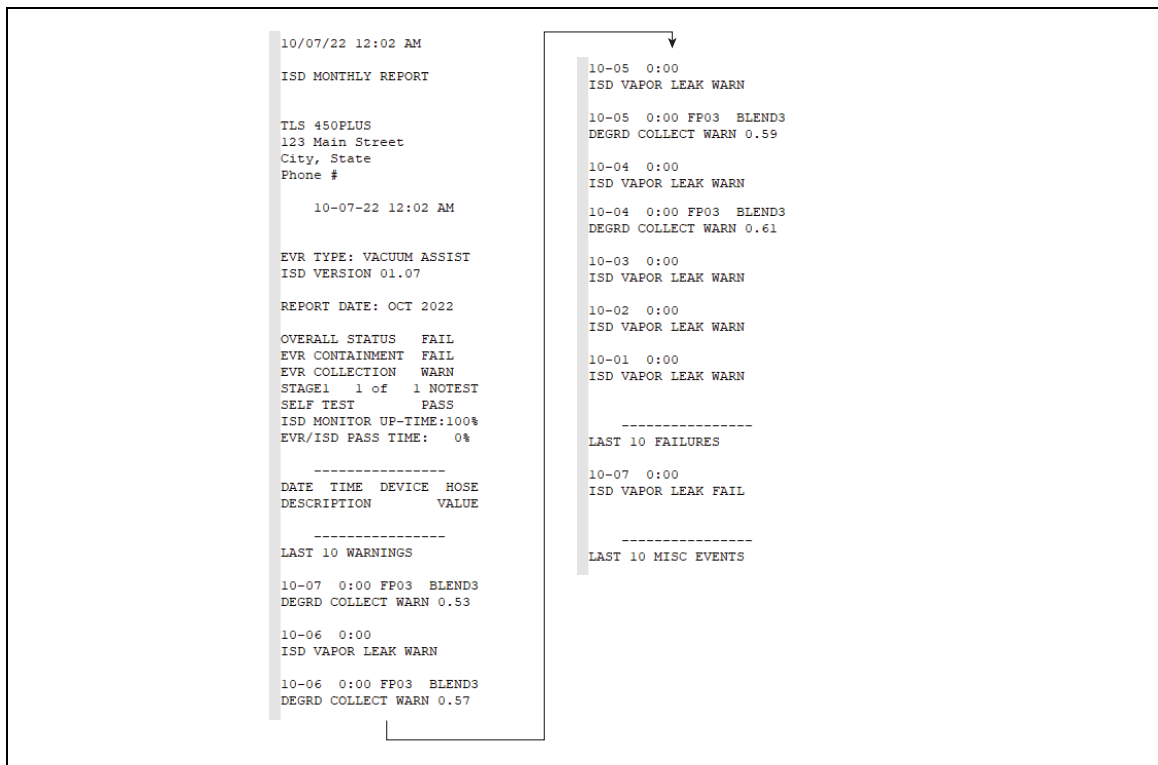 10/07/22 12:02 AM
ISD MONTHLY REPORT
TLS 450PLUS
123 Main Street
City, State
Phone #
10-07-22 12:02 AM
EVR TYPE: VACUUM ASSIST
ISD VERSION 01.07
REPORT DATE: OCT 2022
OVERALL STATUS   FAIL
EVR CONTAINMENT  FAIL
EVR COLLECTION   WARN
STAGE1   1 of   1 NOTEST
SELF TEST        PASS
ISD MONITOR UP-TIME:100%
EVR/ISD PASS TIME:   0%
----------------
DATE  TIME  DEVICE  HOSE
DESCRIPTION        VALUE
----------------
LAST 10 WARNINGS
10-07  0:00 FP03  BLEND3
DEGRD COLLECT WARN 0.53
10-06  0:00
ISD VAPOR LEAK WARN
10-06  0:00 FP03  BLEND3
DEGRD COLLECT WARN 0.57
10-05  0:00
ISD VAPOR LEAK WARN
10-05  0:00 FP03  BLEND3
DEGRD COLLECT WARN 0.59
10-04  0:00
ISD VAPOR LEAK WARN
10-04  0:00 FP03  BLEND3
DEGRD COLLECT WARN 0.61
10-03  0:00
ISD VAPOR LEAK WARN
10-02  0:00
ISD VAPOR LEAK WARN
10-01  0:00
ISD VAPOR LEAK WARN
----------------
LAST 10 FAILURES
10-07  0:00
ISD VAPOR LEAK FAIL
----------------
LAST 10 MISC EVENTS